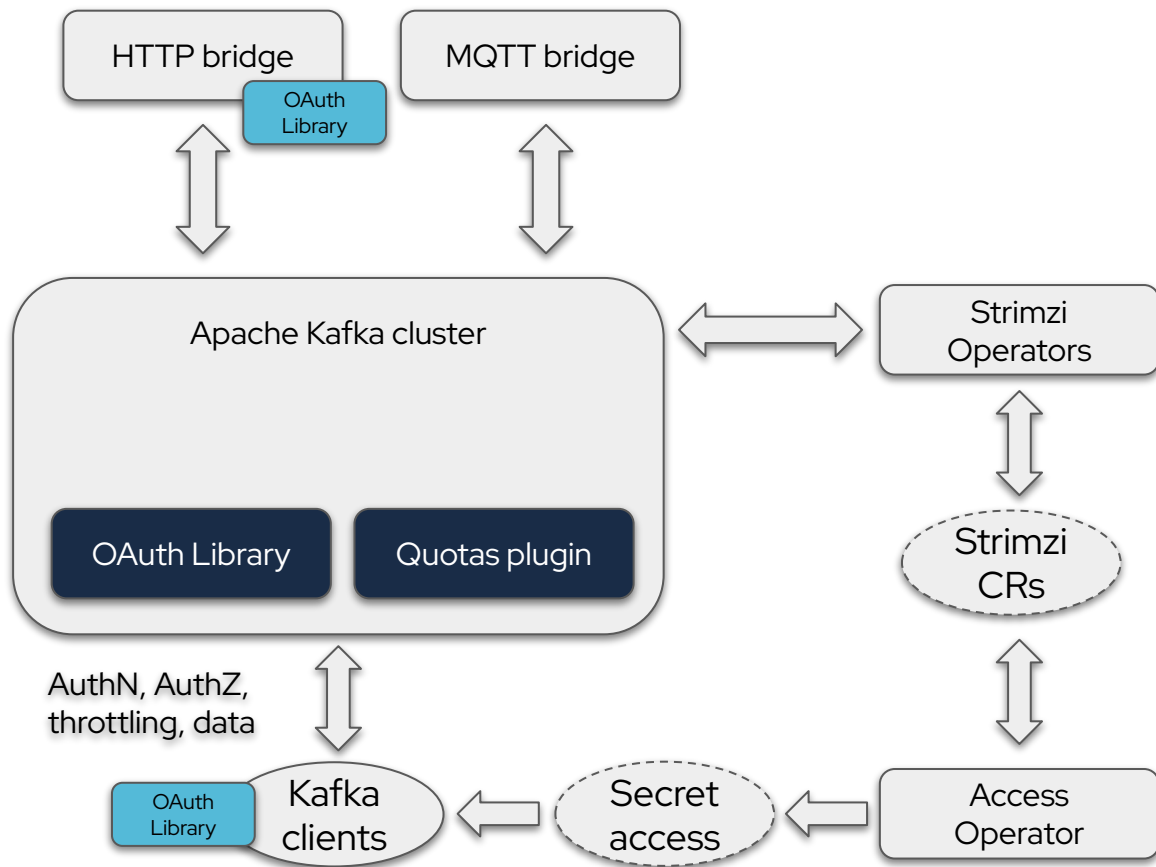 HTTP bridge
MQTT bridge
OAuth
Library
Apache Kafka cluster
Strimzi
Operators
OAuth Library
Quotas plugin
Strimzi
CRs
AuthN, AuthZ,
throttling, data
OAuth
Library
Kafka
clients
Secret
access
Access
Operator